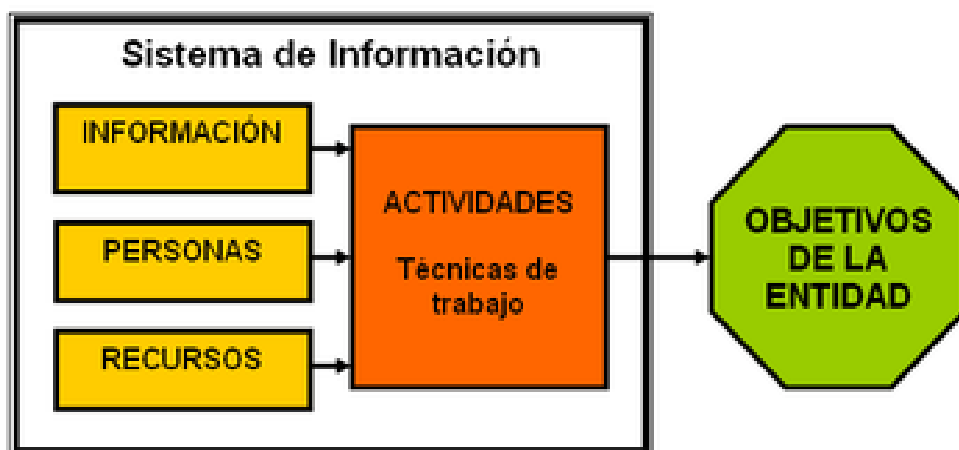 Sistema de Información
INFORMACIÓN
PERSONAS
RECURSOS
ACTIVIDADES
Técnicas de
trabajo
OBJETIVOS
DE LA
ENTIDAD